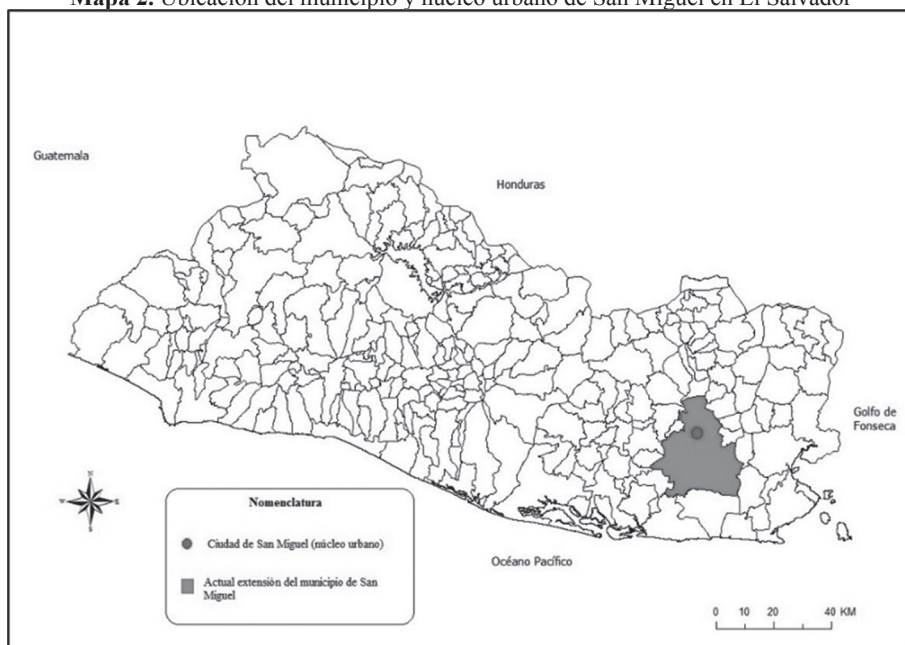 Mapa 2. Ubicación del municipio y núcleo urbano de San Miguel en El Salvador
Guatemala
Honduras
Golfo de
Fonseca
N
W
E
S
Nomenclatura
Ciudad de San Miguel (núcleo urbano)
Actual extensión del municipio de San
Miguel
Océano Pacífico
0 10 20 40 KM